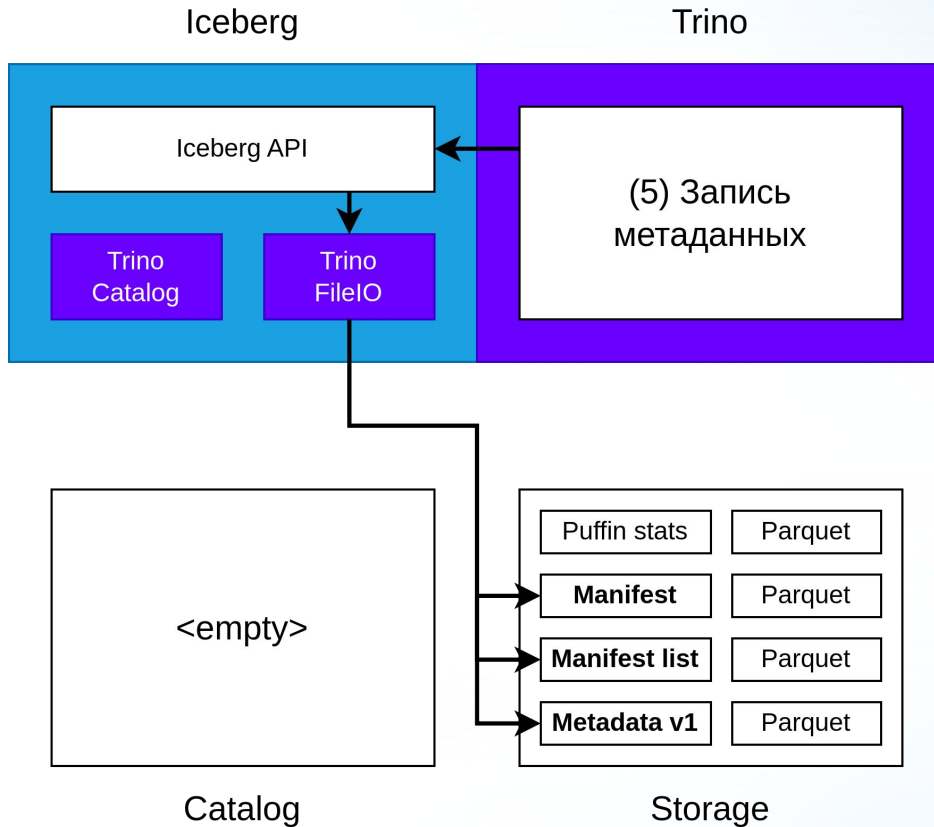 Iceberg
Trino
Iceberg API
(5) Запись
метаданных
Trino
Catalog
Trino
FileIO
<empty>
Puffin stats
Parquet
Manifest
Parquet
Manifest list
Parquet
Metadata v1
Parquet
Catalog
Storage